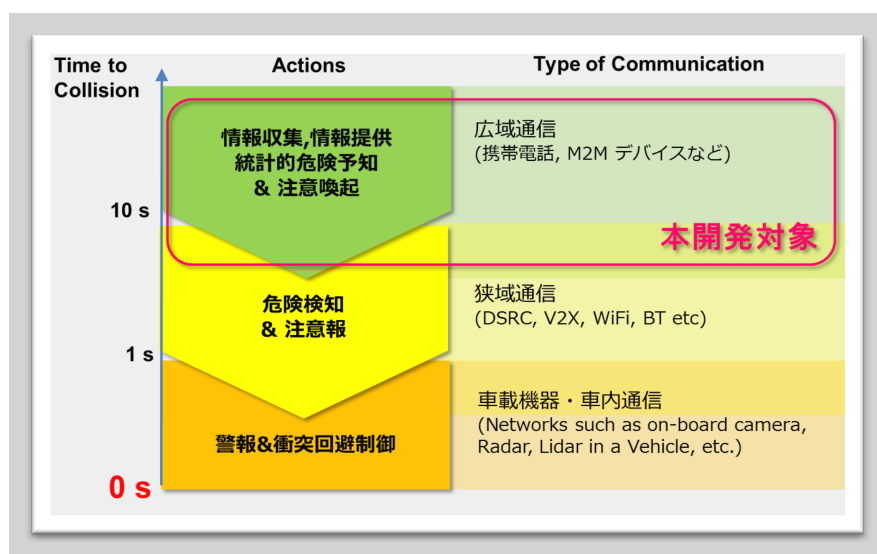 Time to
Collision
Actions
Type of Communication
情報収集,情報提供
統計的危険予知
& 注意喚起
広域通信
(携帯電話, M2M デバイスなど)
10 s
本開発対象
危険検知
& 注意報
狭域通信
(DSRC, V2X, WiFi, BT etc)
1 s
警報&衝突回避制御
車載機器・車内通信
(Networks such as on-board camera,
Radar, Lidar in a Vehicle, etc.)
0 s